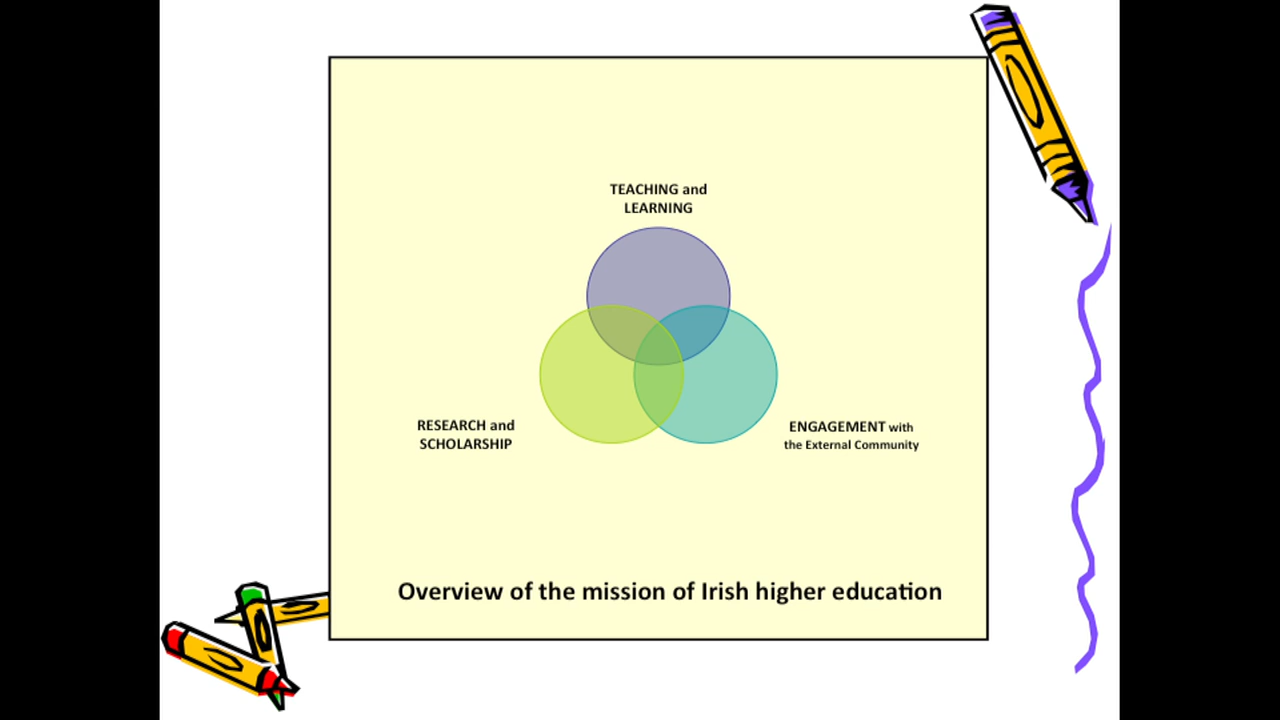 TEACHING and
LEARNING
RESEARCH and
SCHOLARSHIP
ENGAGEMENT with
the External Community
Overview of the mission of Irish higher education